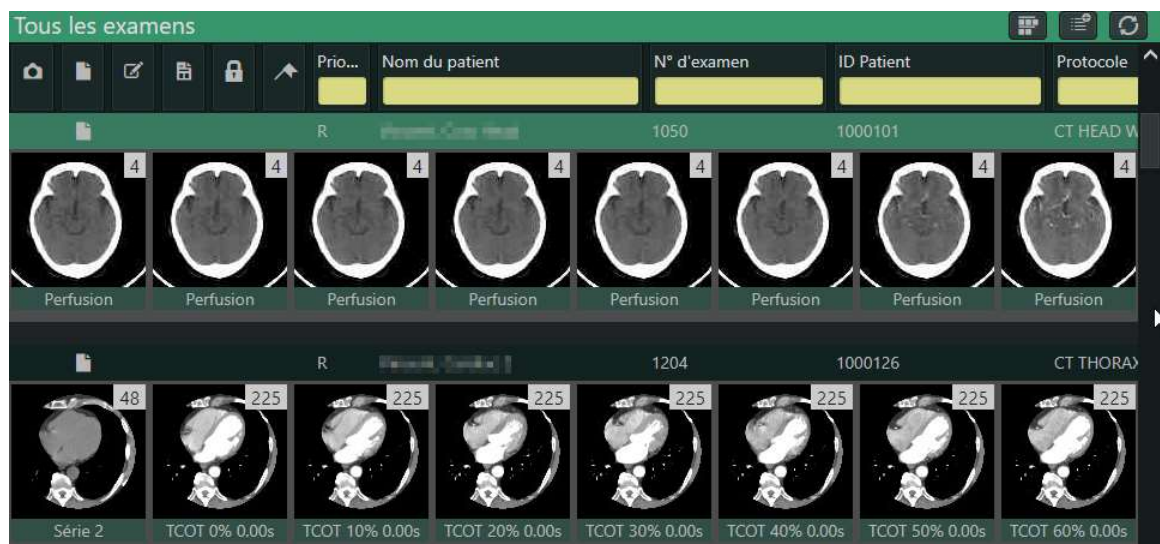 Tous les examens
Prio... Nom du patient N° d'examen ID Patient Protocole
R 1050 1000101 CT HEAD W
4 4 4 4 4 4 4 4
Perfusion Perfusion Perfusion Perfusion Perfusion Perfusion Perfusion Perfusion
R 1204 1000126 CT THORAX
48 225 225 225 225 225 225 225
Série 2 TCOT 0% 0.00s TCOT 10% 0.00s TCOT 20% 0.00s TCOT 30% 0.00s TCOT 40% 0.00s TCOT 50% 0.00s TCOT 60% 0.00s